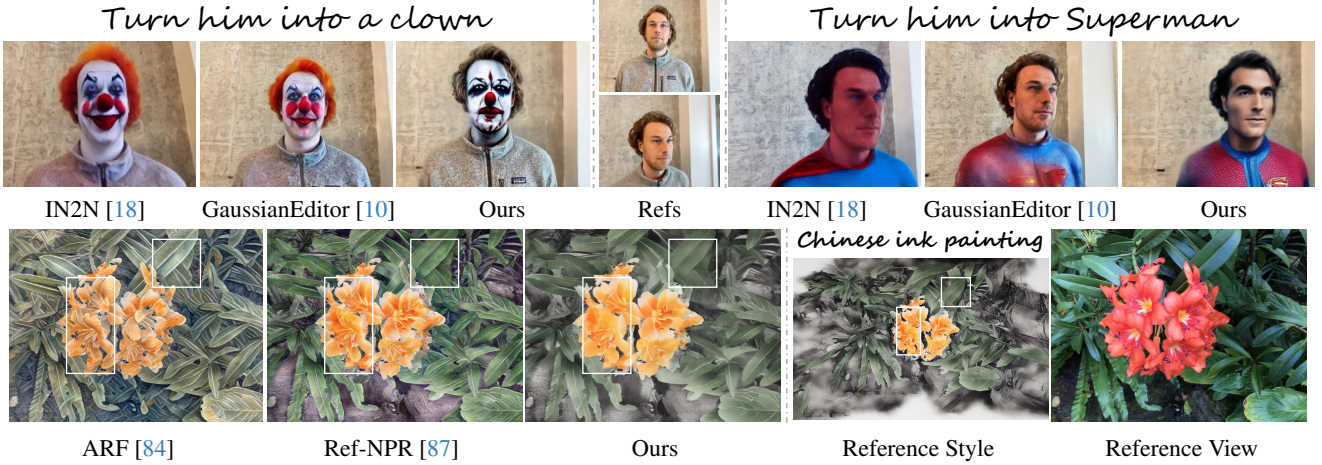 Turn him into a clown
Turn him into Superman
IN2N [18]
GaussianEditor [10]
Ours
Refs
IN2N [18]
GaussianEditor [10]
Ours
Chinese ink painting
ARF [84]
Ref-NPR [87]
Ours
Reference Style
Reference View